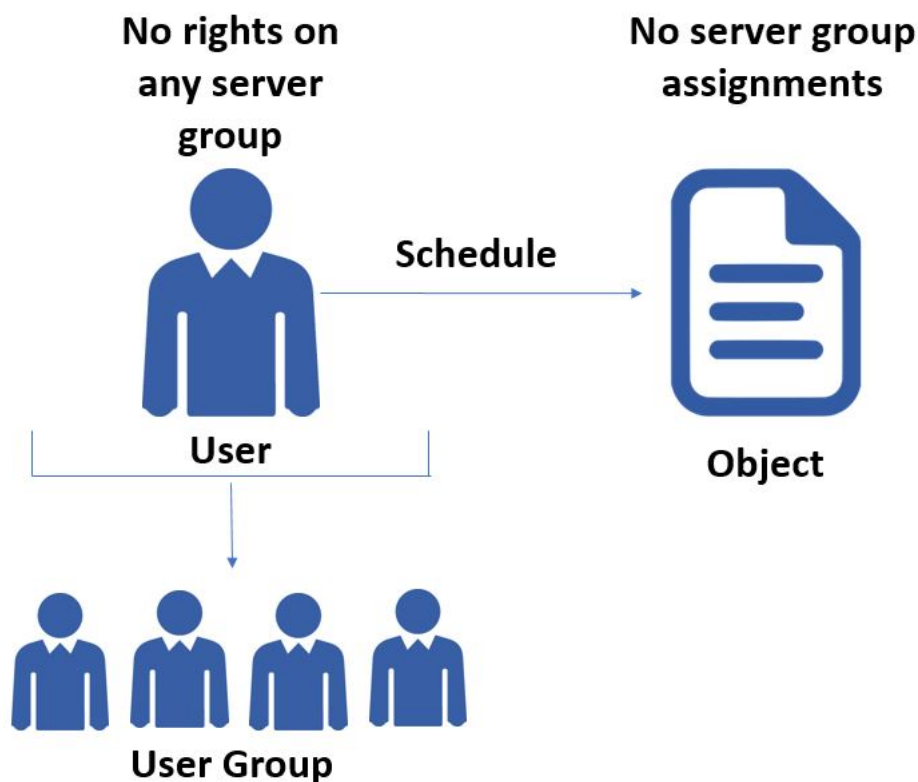 No rights on
any server
group
No server group
assignments
Schedule
User
Object
User Group